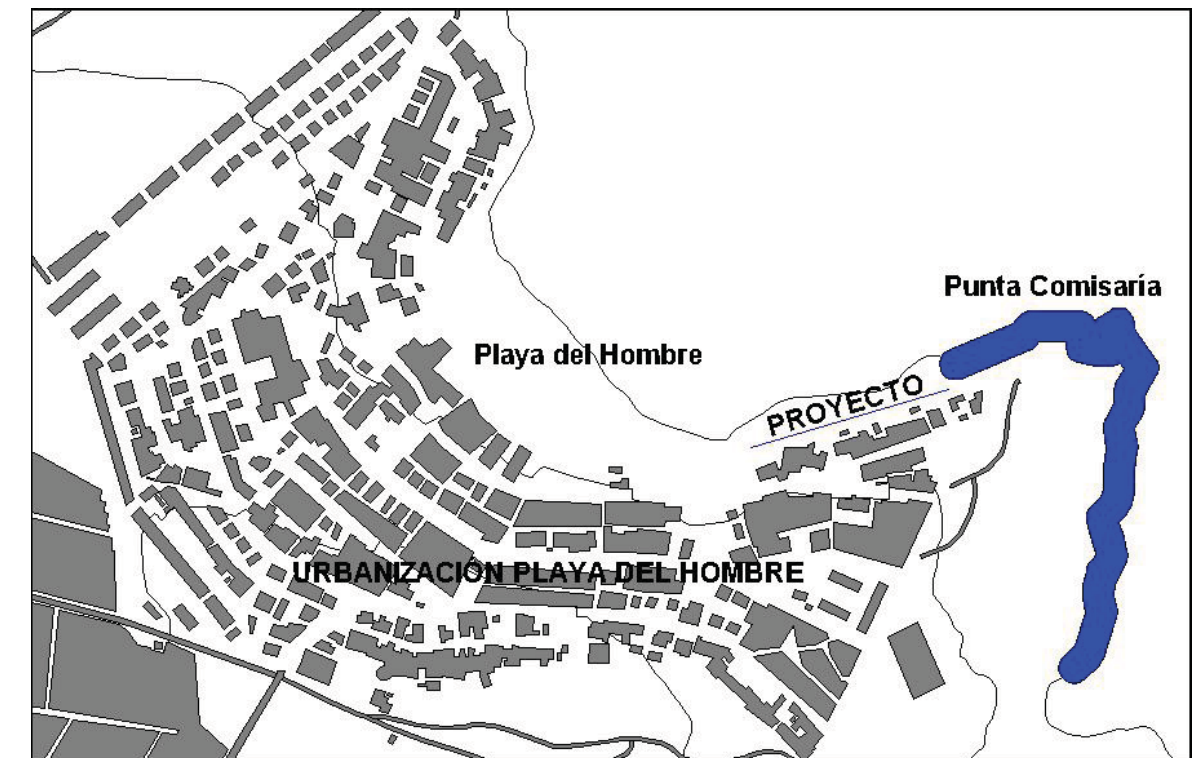 Punta Comisaría
Playa del Hombre
PROYECTO
URBANIZACIÓN PLAYA DEL HOMBRE